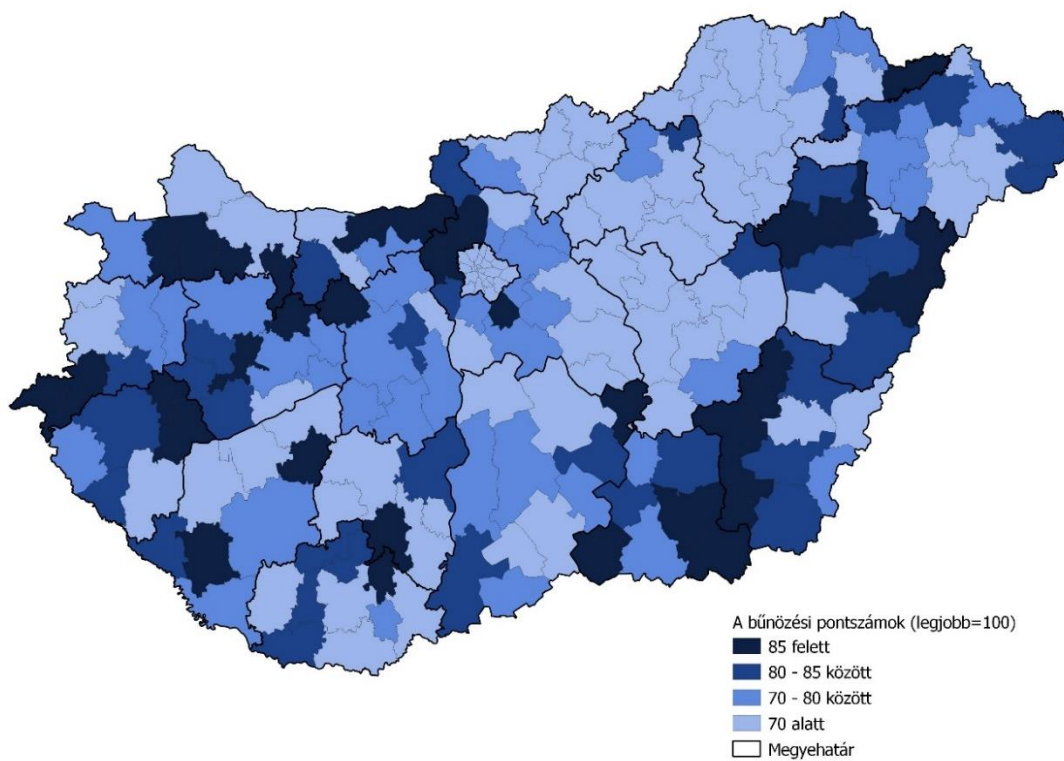 A bűnözési pontszámok (legjobb=100)
85 felett
80 - 85 között
70 - 80 között
70 alatt
Megyehatár